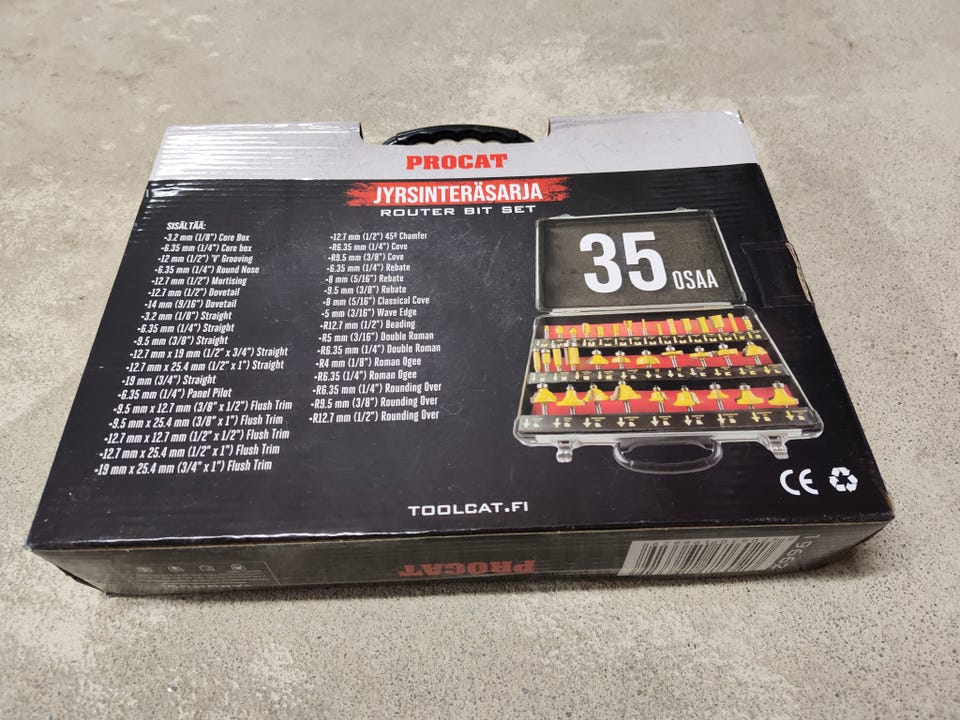 PROCAT
JYRSINTERÄSARJA
ROUTER BIT SET
SISÄLTÄÄ:
•3.2 mm (1/8") Core Box
•6.35 mm (1/4") Core box
•12 mm (1/2") 'V' Grooving
•6.35 mm (1/4") Round Nose
•12.7 mm (1/2") Mortising
•12.7 mm (1/2") Dovetail
•14 mm (9/16") Dovetail
•3.2 mm (1/8") Straight
•6.35 mm (1/4") Straight
•9.5 mm (3/8") Straight
•12.7 mm x 19 mm (1/2" x 3/4") Straight
•12.7 mm x 25.4 mm (1/2" x 1") Straight
•19 mm (3/4") Straight
•6.35 mm (1/4") Panel Pilot
•9.5 mm x 12.7 mm (3/8" x 1/2") Flush Trim
•9.5 mm x 25.4 mm (3/8" x 1") Flush Trim
•12.7 mm x 12.7 mm (1/2" x 1/2") Flush Trim
•12.7 mm x 25.4 mm (1/2" x 1") Flush Trim
•19 mm x 25.4 mm (3/4" x 1") Flush Trim
•12.7 mm (1/2") 45º Chamfer
•R6.35 mm (1/4") Cove
•R9.5 mm (3/8") Cove
•6.35 mm (1/4") Rebate
•8 mm (5/16") Rebate
•9.5 mm (3/8") Rebate
•8 mm (5/16") Classical Cove
•5 mm (3/16") Wave Edge
•R12.7 mm (1/2") Beading
•R5 mm (3/16") Double Roman
•R6.35 mm (1/4") Double Roman
•R4 mm (1/8") Roman Ogee
•R6.35 mm (1/4") Roman Ogee
•R6.35 mm (1/4") Rounding Over
•R9.5 mm (3/8") Rounding Over
•R12.7 mm (1/2") Rounding Over
35 OSAA
CE
TOOLCAT.FI
PROCAT